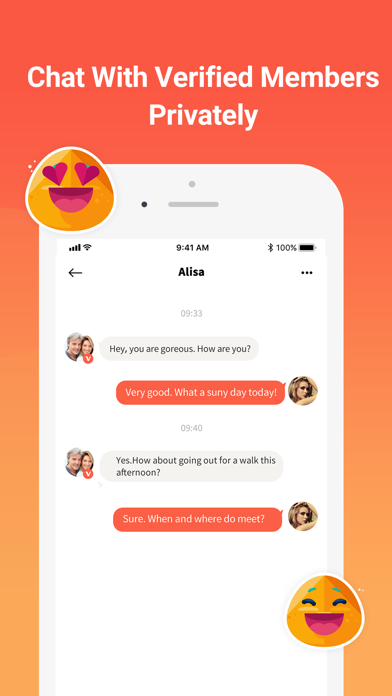 Chat With Verified Members
Privately
9:41 AM
100%
Alisa
09:33
Hey, you are goreous. How are you?
Very good. What a suny day today!
09:40
Yes.How about going out for a walk this
afternoon?
Sure. When and where do meet?